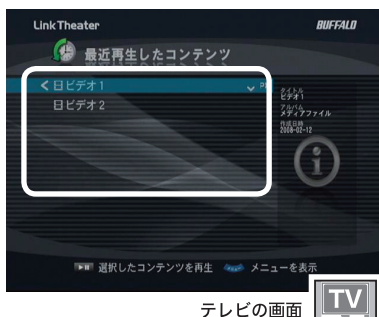 LinkTheater
BUFFALO
最近再生したコンテンツ
日ビデオ1
日ビデオ2
タイトル
ビデオ1
アルバム
メディアファイル
作成日時
2008-02-12
選択したコンテンツを再生
メニューを表示
テレビの画面
TV